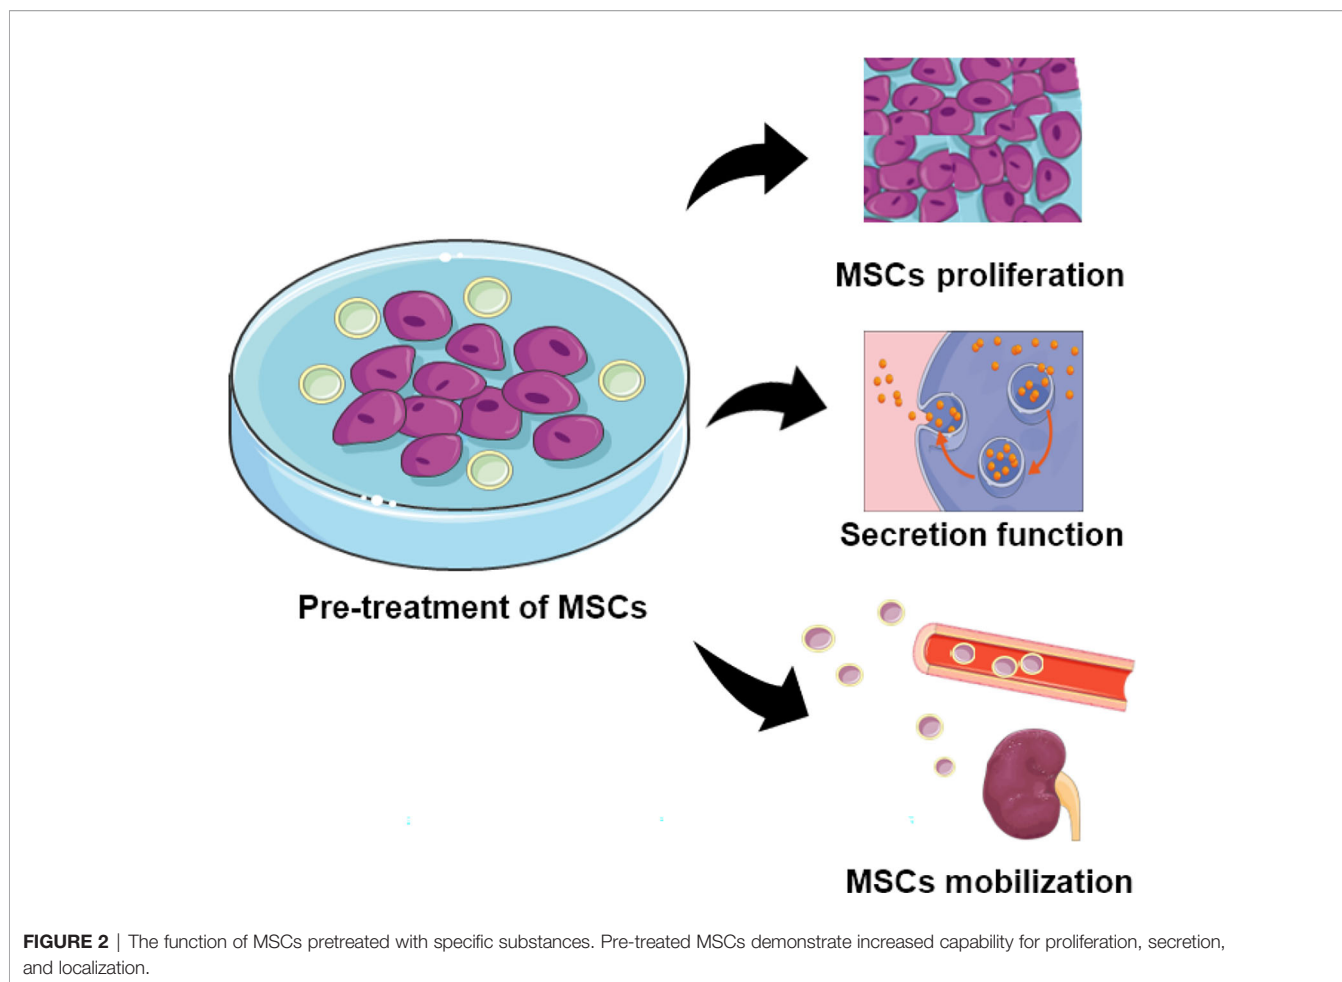 MSCs proliferation
Secretion function
Pre-treatment of MSCs
MSCs mobilization
FIGURE 2 | The function of MSCs pretreated with specific substances. Pre-treated MSCs demonstrate increased capability for proliferation, secretion,
and localization.